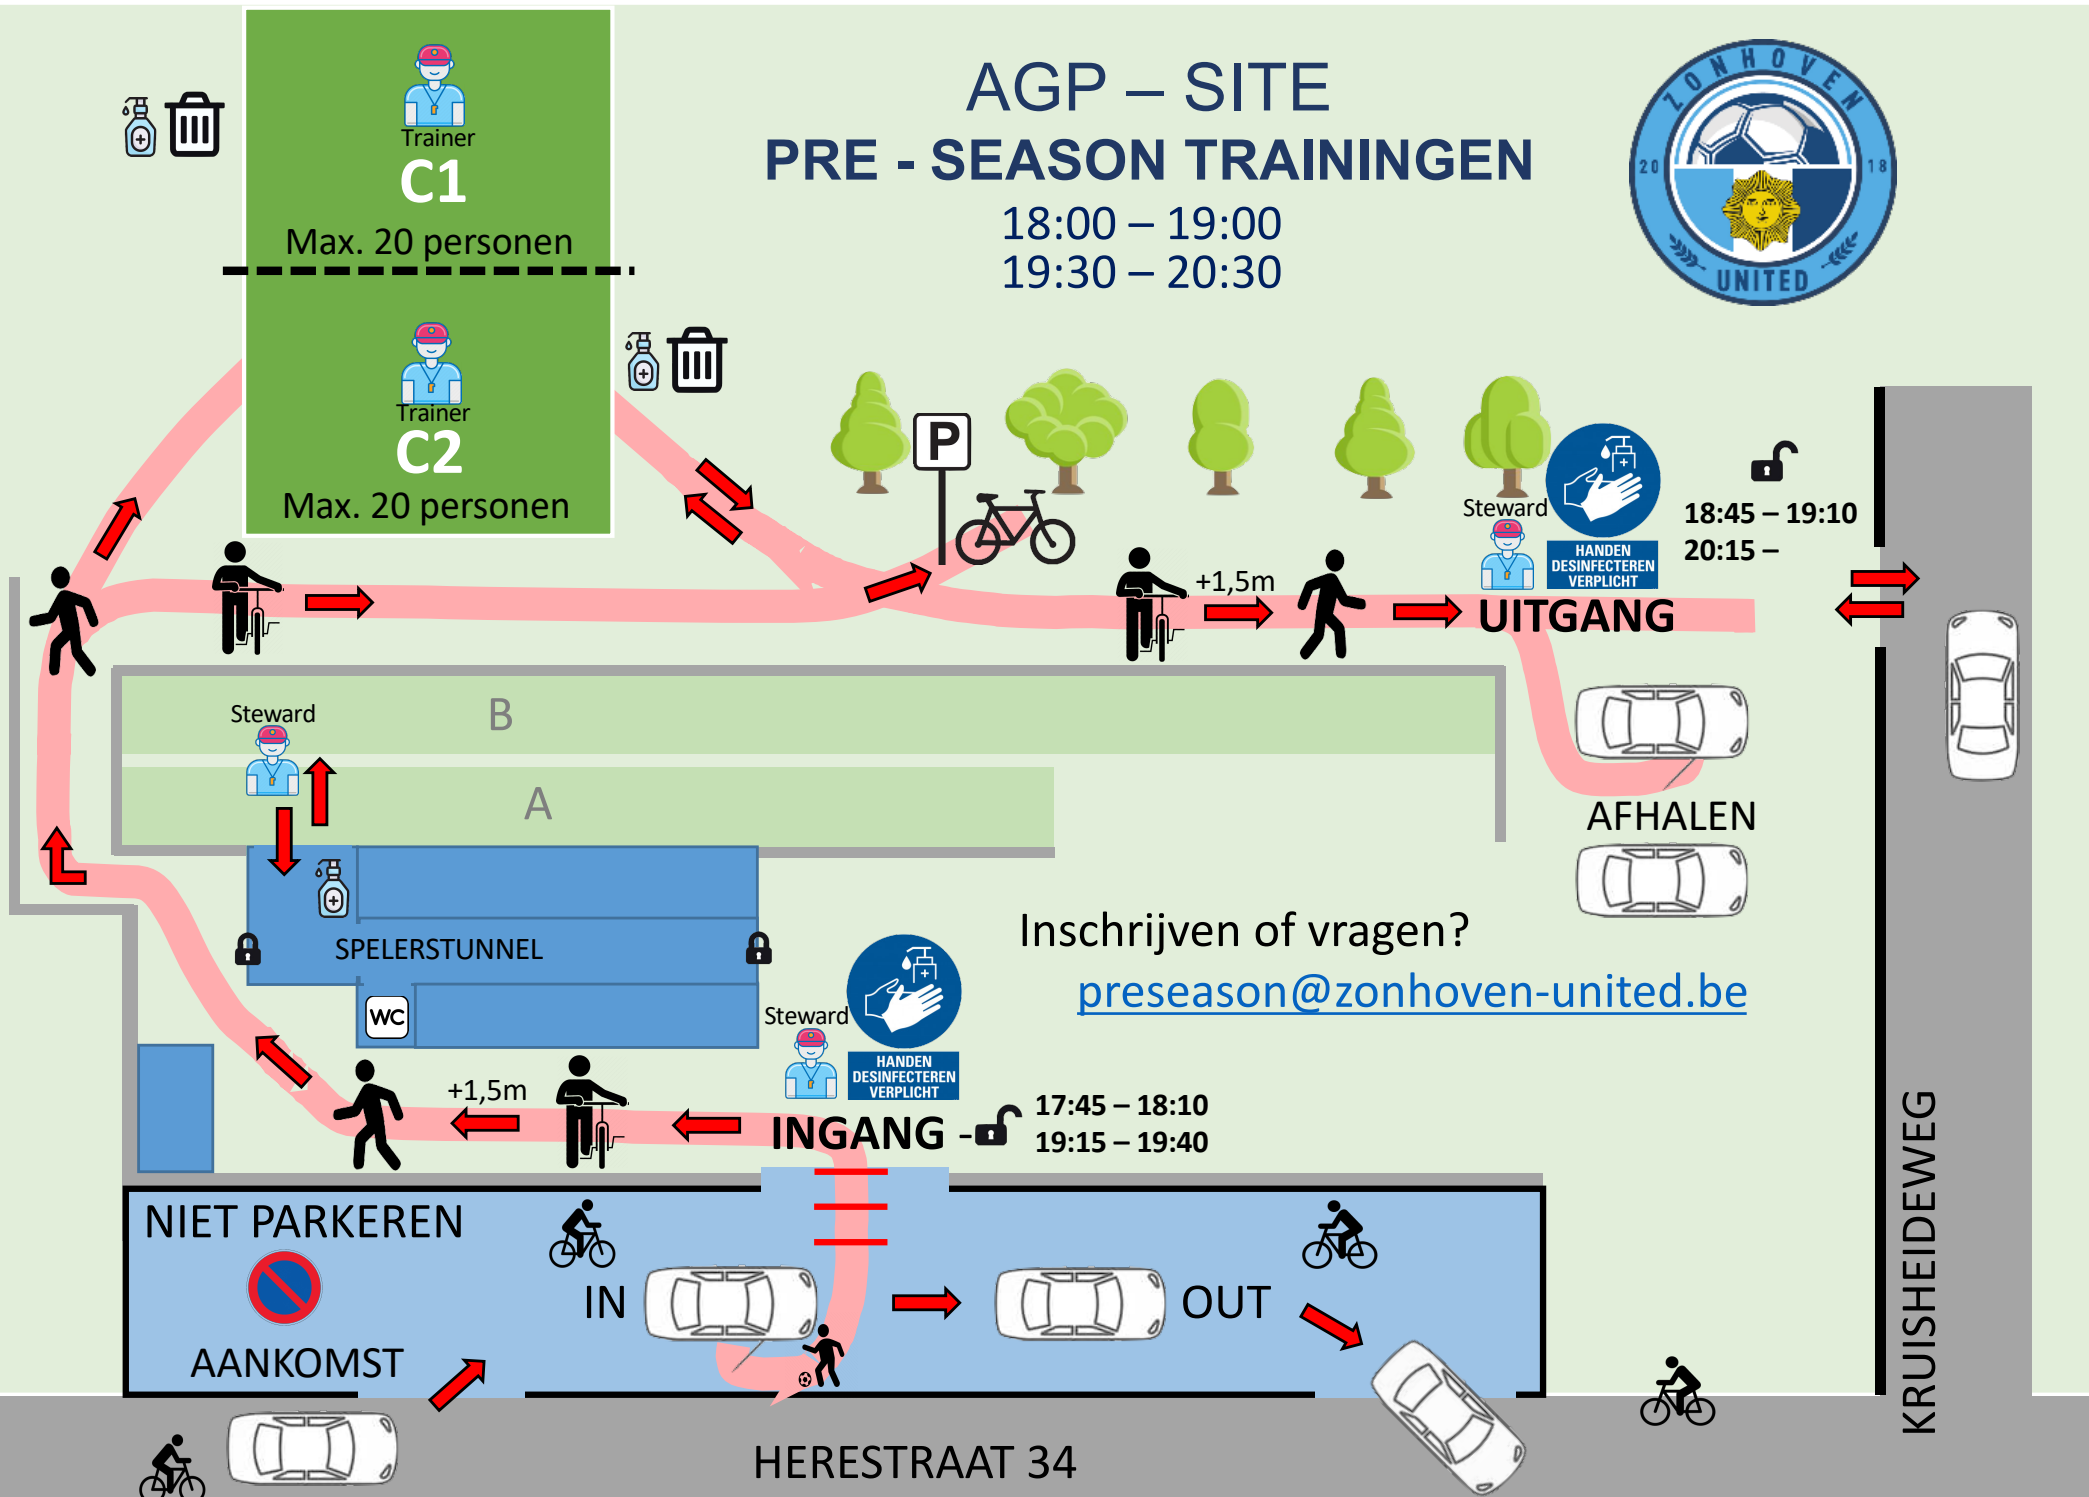 AGP – SITE
PRE - SEASON TRAININGEN
18:00 – 19:00
19:30 – 20:30
ZONHOVEN
20 18
UNITED
Trainer
C1
Max. 20 personen
Trainer
C2
Max. 20 personen
P
Steward
HANDEN
DESINFECTEREN
VERPLICHT
18:45 – 19:10
20:15 –
+1,5m
UITGANG
Steward
B
A
AFHALEN
SPELERSTUNNEL
WC
Inschrijven of vragen?
preseason@zonhoven-united.be
Steward
HANDEN
DESINFECTEREN
VERPLICHT
+1,5m
INGANG -
17:45 – 18:10
19:15 – 19:40
NIET PARKEREN
IN
OUT
AANKOMST
HERESTRAAT 34
KRUISHEIDEWEG